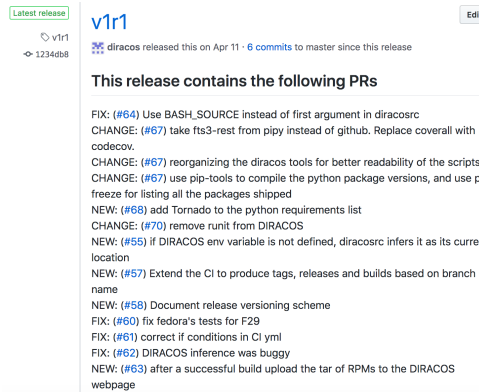 Latest release
v1r1
1234db8
v1r1
diracos released this on Apr 11 · 6 commits to master since this release
This release contains the following PRs
FIX: (#64) Use BASH_SOURCE instead of first argument in diracosrc
CHANGE: (#67) take fts3-rest from pipy instead of github. Replace coverall with
codecov.
CHANGE: (#67) reorganizing the diracos tools for better readability of the scripts
CHANGE: (#67) use pip-tools to compile the python package versions, and use
freeze for listing all the packages shipped
NEW: (#68) add Tornado to the python requirements list
CHANGE: (#70) remove runit from DIRACOS
NEW: (#55) if DIRACOS env variable is not defined, diracosrc infers it as its
location
NEW: (#57) Extend the CI to produce tags, releases and builds based on branch
name
NEW: (#58) Document release versioning scheme
FIX: (#60) fix fedora's tests for F29
FIX: (#61) correct if conditions in CI yml
FIX: (#62) DIRACOS inference was buggy
NEW: (#63) after a successful build upload the tar of RPMs to the DIRACOS
webpage